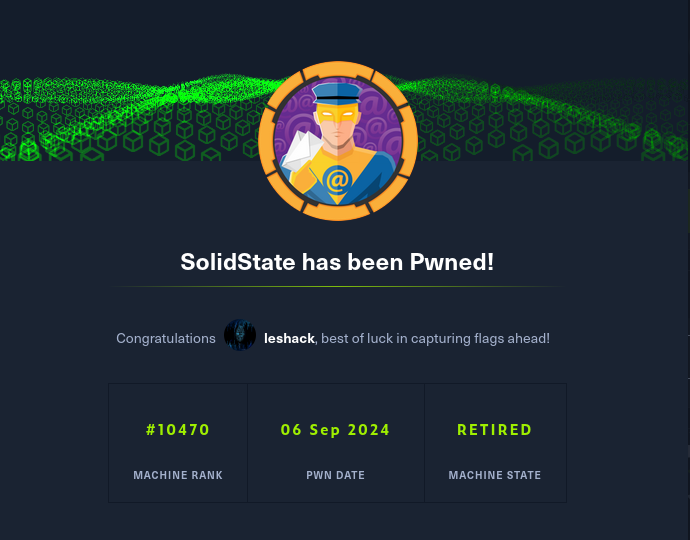 @
SolidState has been Pwned!
Congratulations leshack, best of luck in capturing flags ahead!
#10470 06 Sep 2024 RETIRED
MACHINE RANK PWN DATE MACHINE STATE